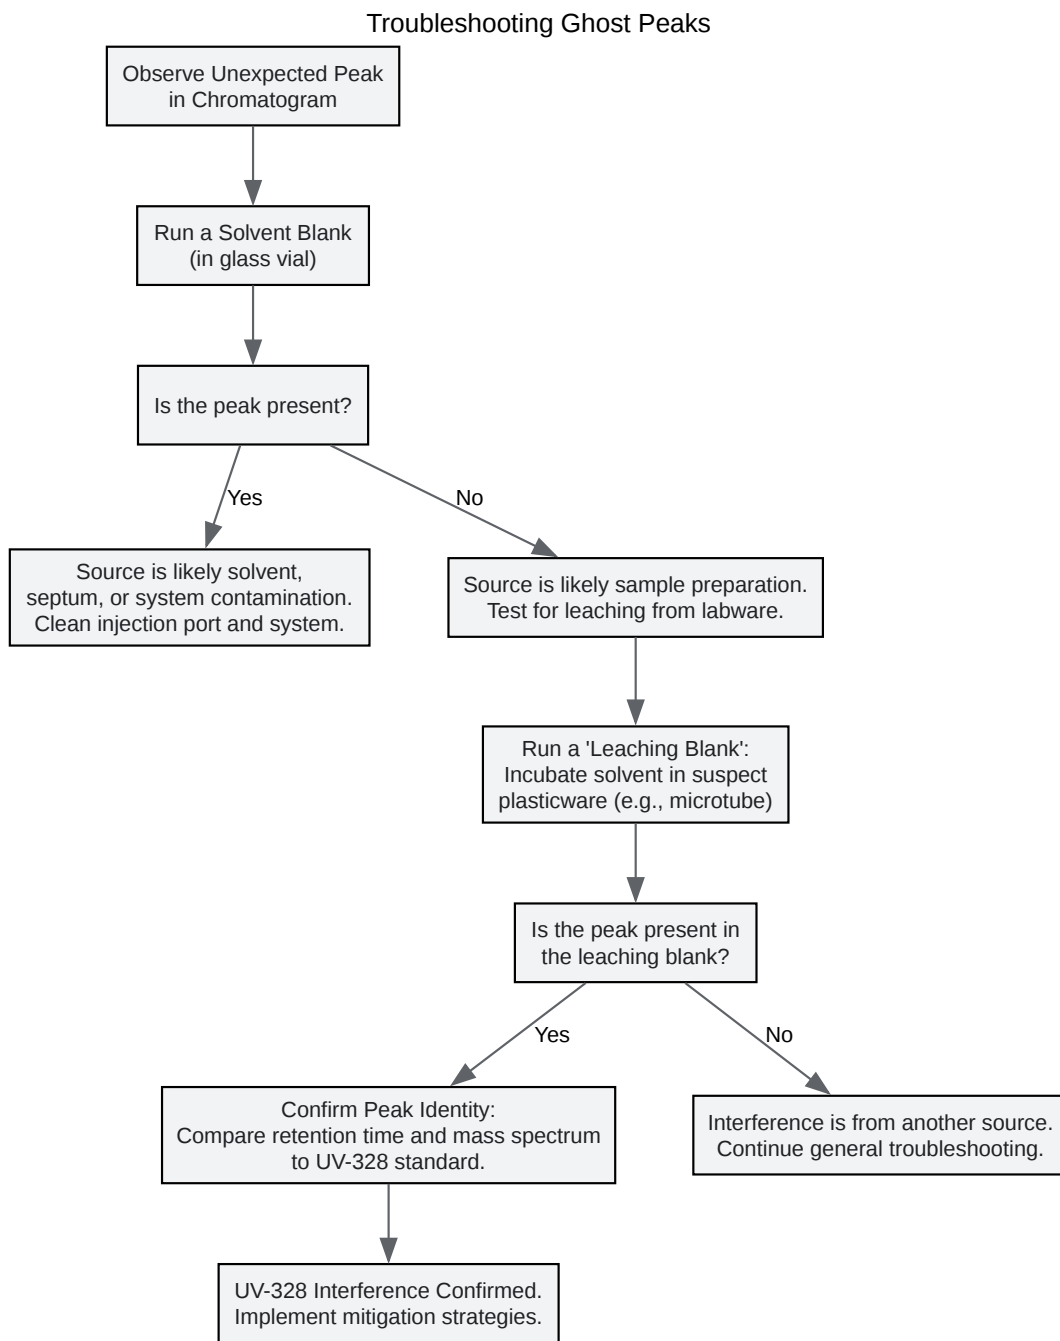 Troubleshooting Ghost Peaks
Observe Unexpected Peak
in Chromatogram
Run a Solvent Blank
(in glass vial)
Is the peak present?
Yes
No
Source is likely solvent,
septum, or system contamination.
Clean injection port and system.
Source is likely sample preparation.
Test for leaching from labware.
Run a 'Leaching Blank':
Incubate solvent in suspect
plasticware (e.g., microtube)
Is the peak present in
the leaching blank?
Yes
No
Confirm Peak Identity:
Compare retention time and mass spectrum
to UV-328 standard.
Interference is from another source.
Continue general troubleshooting.
UV-328 Interference Confirmed.
Implement mitigation strategies.